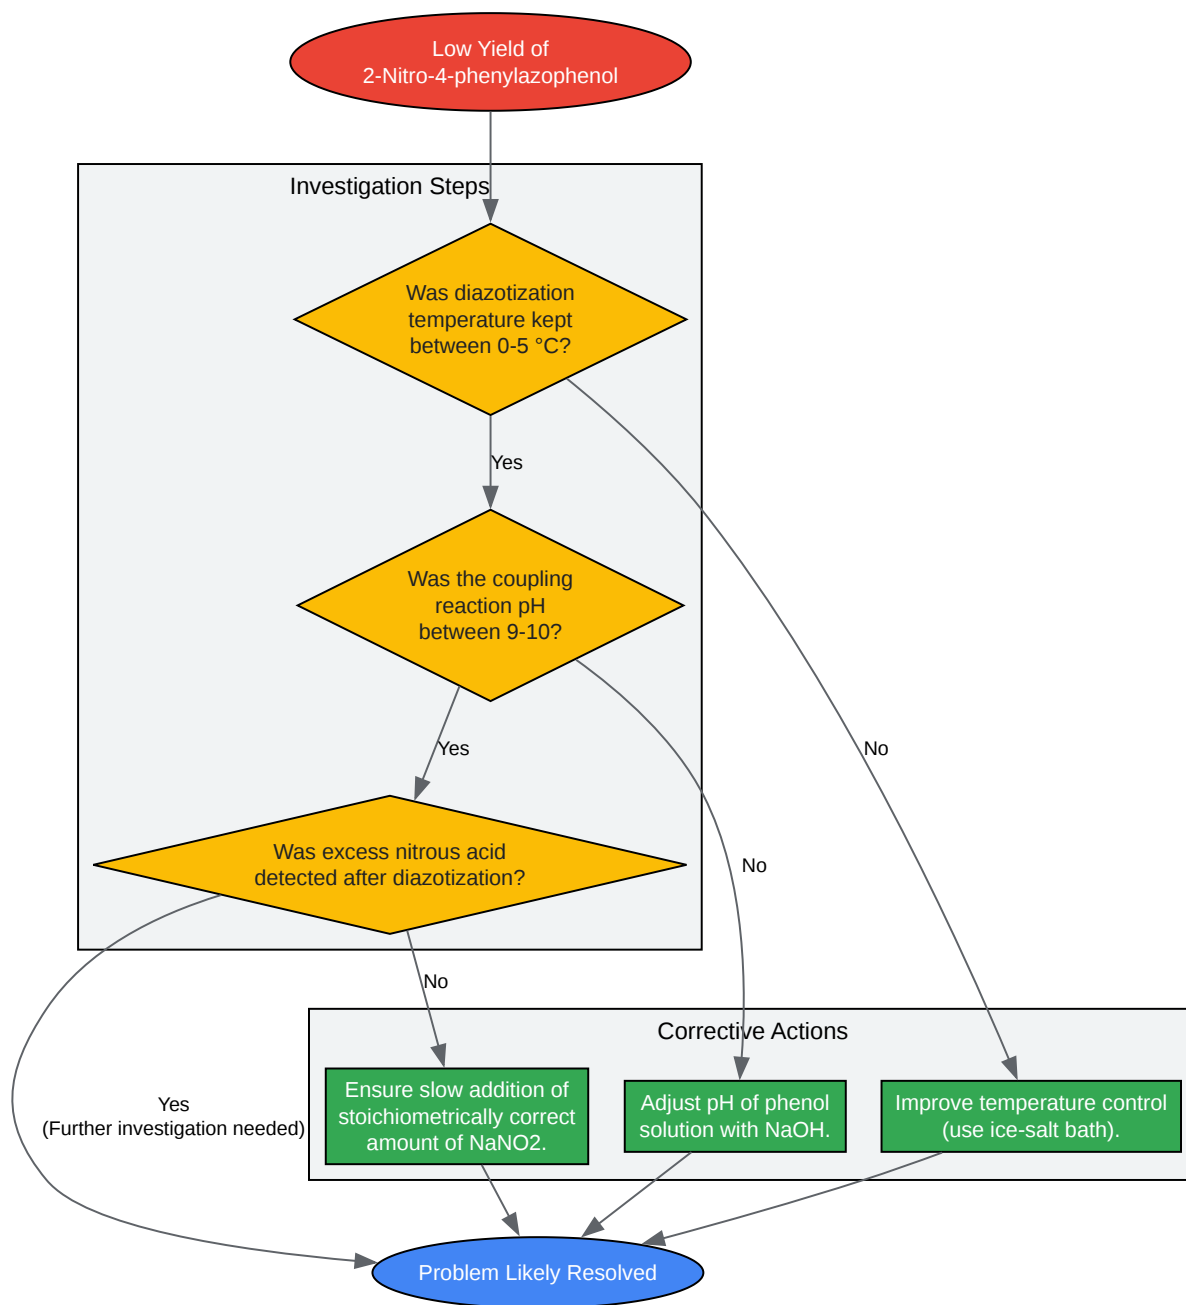 Low Yield of
2-Nitro-4-phenylazophenol
Investigation Steps
Was diazotization
temperature kept
between 0-5 °C?
Yes
Was the coupling
reaction pH
between 9-10?
Yes
No
Was excess nitrous acid
detected after diazotization?
No
No
Corrective Actions
Yes
(Further investigation needed)
Ensure slow addition of
stoichiometrically correct
amount of NaNO2.
Adjust pH of phenol
solution with NaOH.
Improve temperature control
(use ice-salt bath).
Problem Likely Resolved